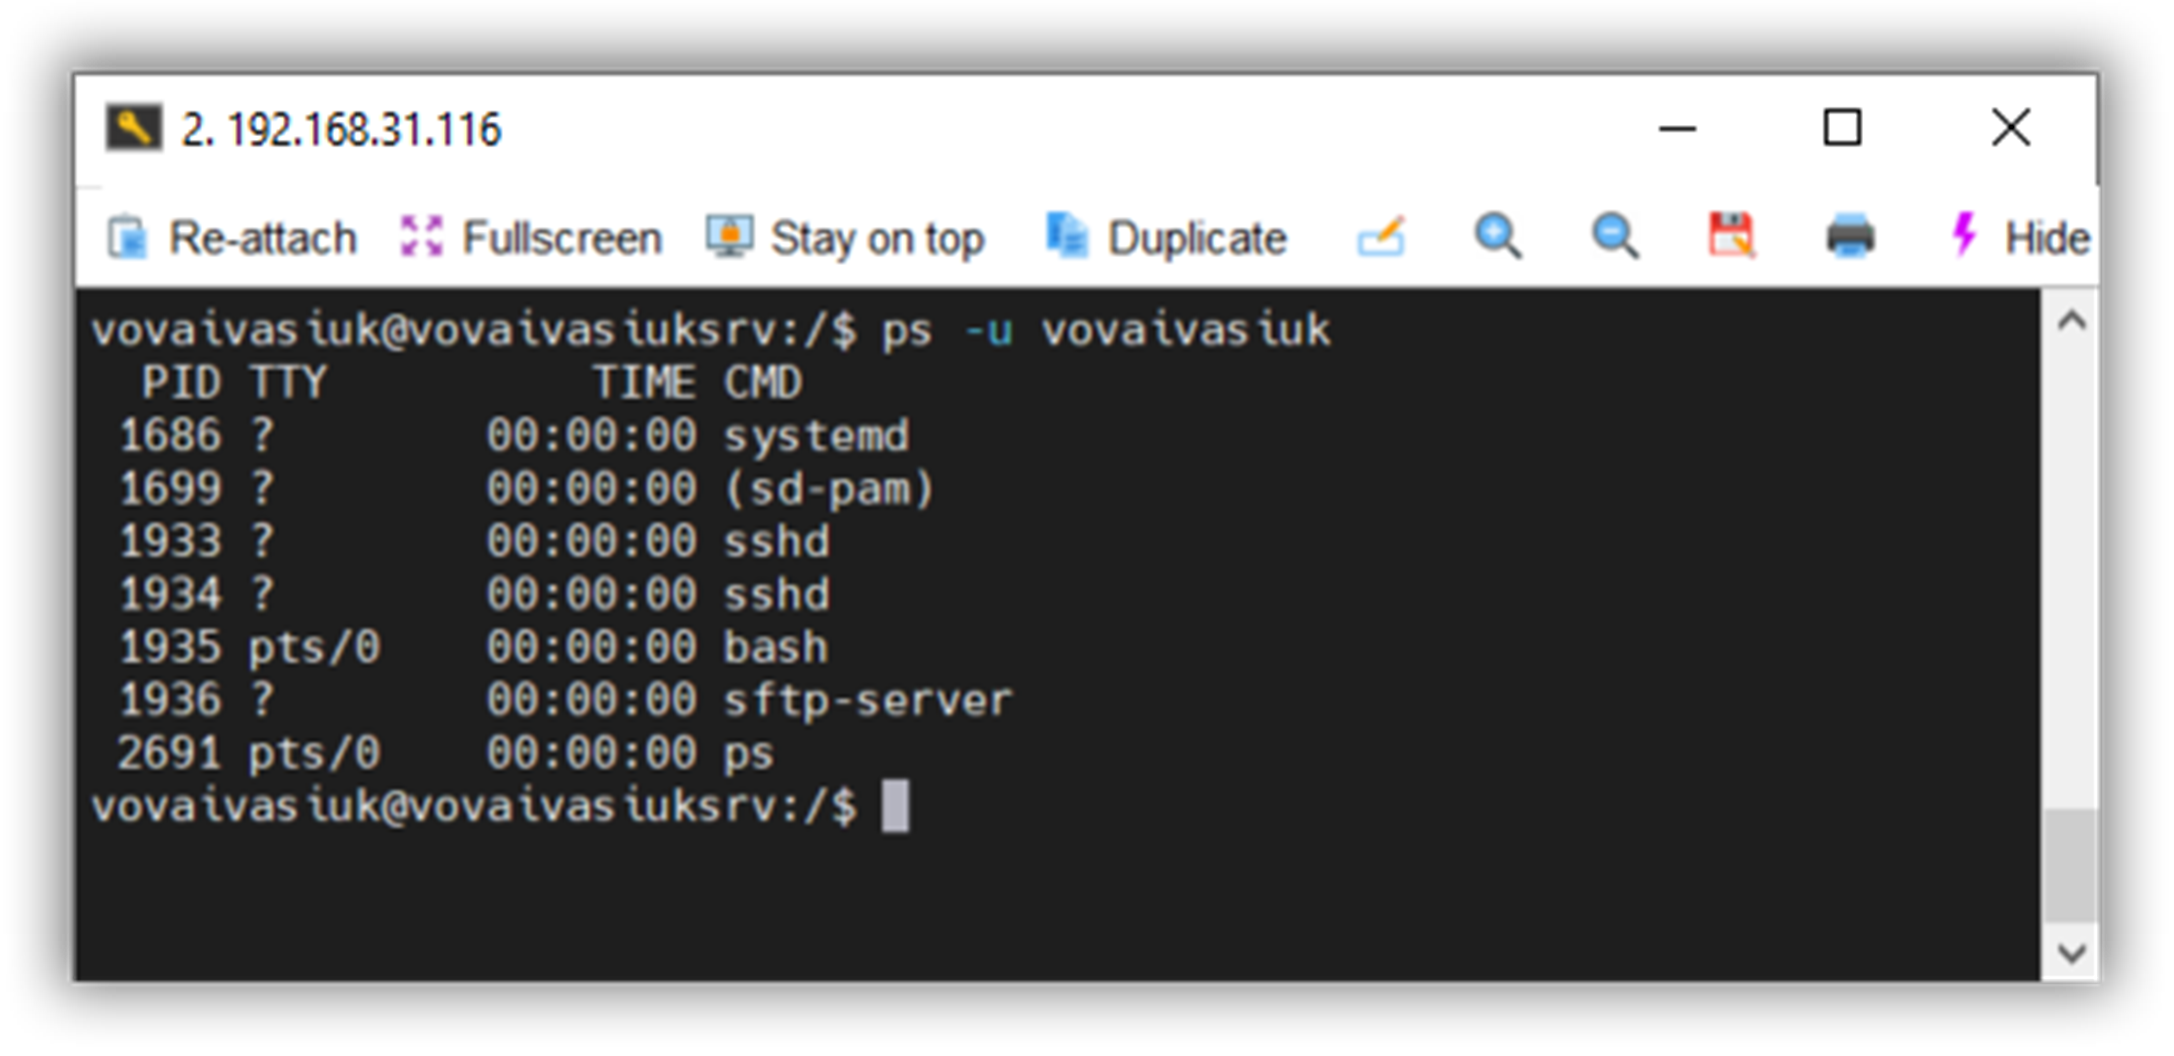 2. 192.168.31.116
Re-attach Fullscreen Stay on top Duplicate Hide
vovaivasiuk@vovaivasiuksrv:/$ ps -u vovaivasiuk
PID TTY TIME CMD
1686 ? 00:00:00 systemd
1699 ? 00:00:00 (sd-pam)
1933 ? 00:00:00 sshd
1934 ? 00:00:00 sshd
1935 pts/0 00:00:00 bash
1936 ? 00:00:00 sftp-server
2691 pts/0 00:00:00 ps
vovaivasiuk@vovaivasiuksrv:/$